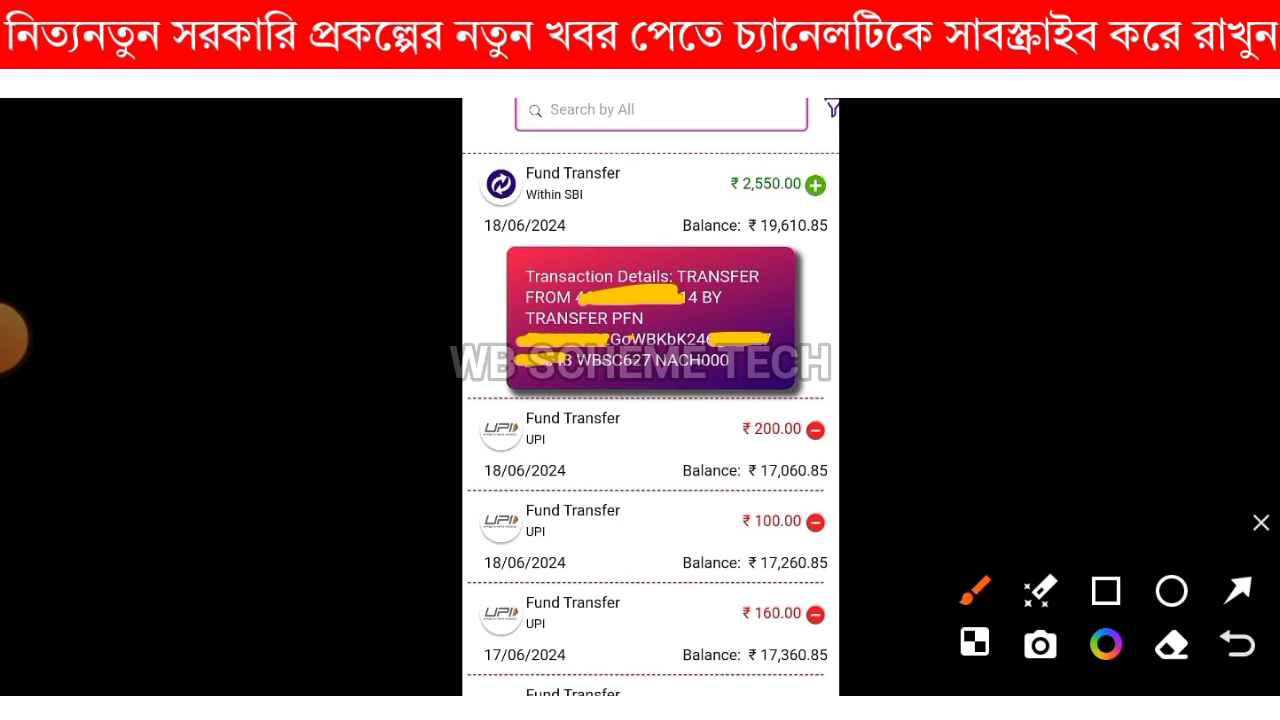 নিত্যনতুন সরকারি প্রকল্পের নতুন খবর পেতে চ্যানেলটিকে সাবস্ক্রাইব করে রাখুন
Search by All
Fund Transfer
₹ 2,550.00
Within SBI
18/06/2024 Balance: ₹ 19,610.85
Transaction Details: TRANSFER
FROM 14 BY
TRANSFER PFN
GoWBKbK246
WBSC627 NACH000
WB SCHEME TECH
Fund Transfer
₹ 200.00
UPI
18/06/2024 Balance: ₹ 17,060.85
Fund Transfer
₹ 100.00
UPI
18/06/2024 Balance: ₹ 17,260.85
Fund Transfer
₹ 160.00
UPI
17/06/2024 Balance: ₹ 17,360.85
Fund Transfer